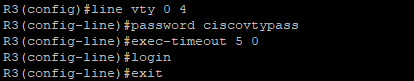 R3(config)#line vty 0 4
R3(config-line)#password ciscovtypass
R3(config-line)#exec-timeout 5 0
R3(config-line)#login
R3(config-line)#exit